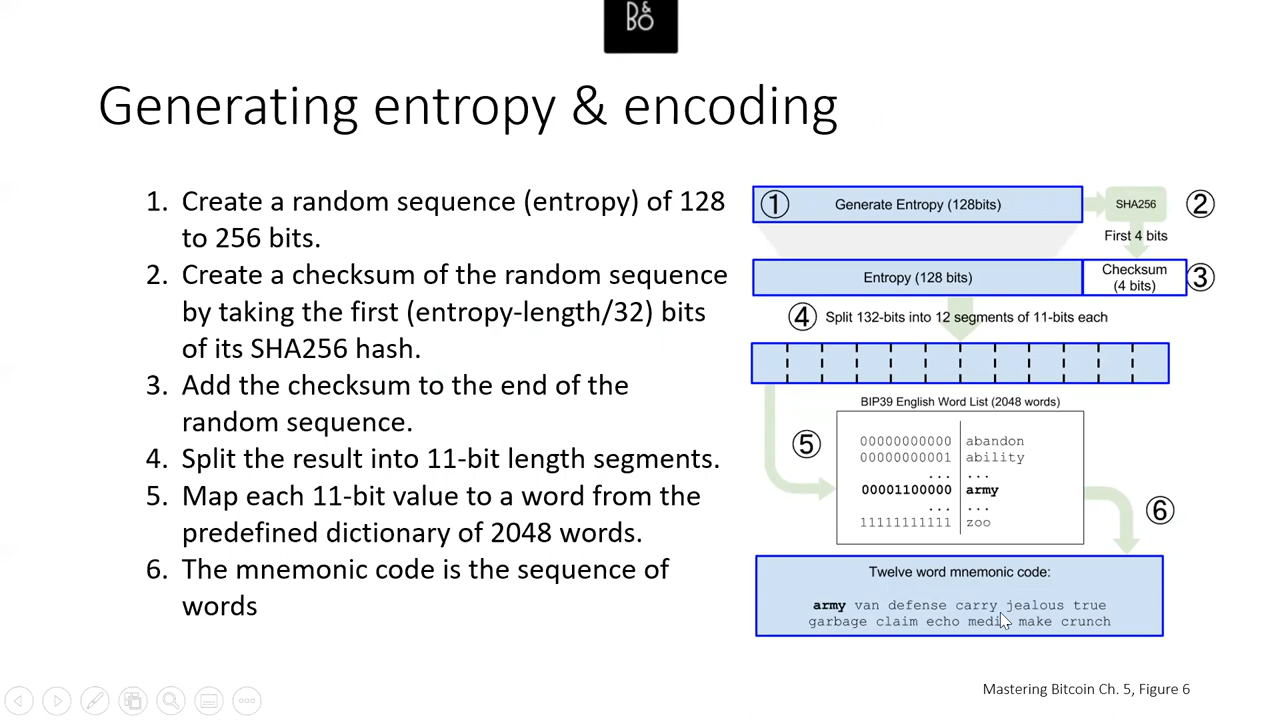 D&
BO
Generating entropy & encoding
1. Create a random sequence (entropy) of 128
to 256 bits.
2. Create a checksum of the random sequence
by taking the first (entropy-length/32) bits
of its SHA256 hash.
3. Add the checksum to the end of the
random sequence.
4. Split the result into 11-bit length segments.
5. Map each 11-bit value to a word from the
predefined dictionary of 2048 words.
6. The mnemonic code is the sequence of
words
① Generate Entropy (128bits)
SHA256 ②
First 4 bits
Entropy (128 bits)
Checksum
(4 bits) ③
④ Split 132-bits into 12 segments of 11-bits each
BIP39 English Word List (2048 words)
⑤
00000000000 abandon
00000000001 ability
... ...
00001100000 army
... ...
11111111111 zoo
⑥
Twelve word mnemonic code:
army van defense carry jealous true
garbage claim echo media make crunch
Mastering Bitcoin Ch. 5, Figure 6